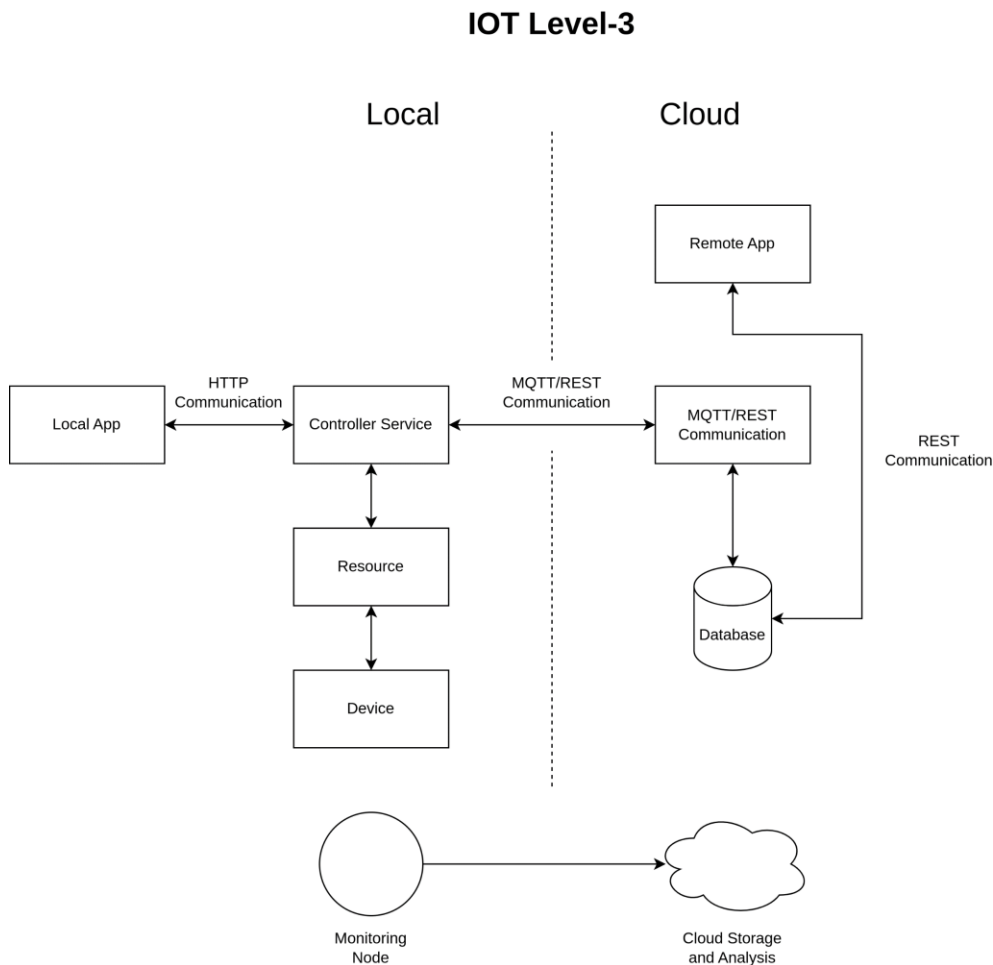 IOT Level-3
Local
Cloud
Remote App
HTTP
Communication
MQTT/REST
Communication
Local App
Controller Service
MQTT/REST
Communication
REST
Communication
Resource
Database
Device
Monitoring
Node
Cloud Storage
and Analysis